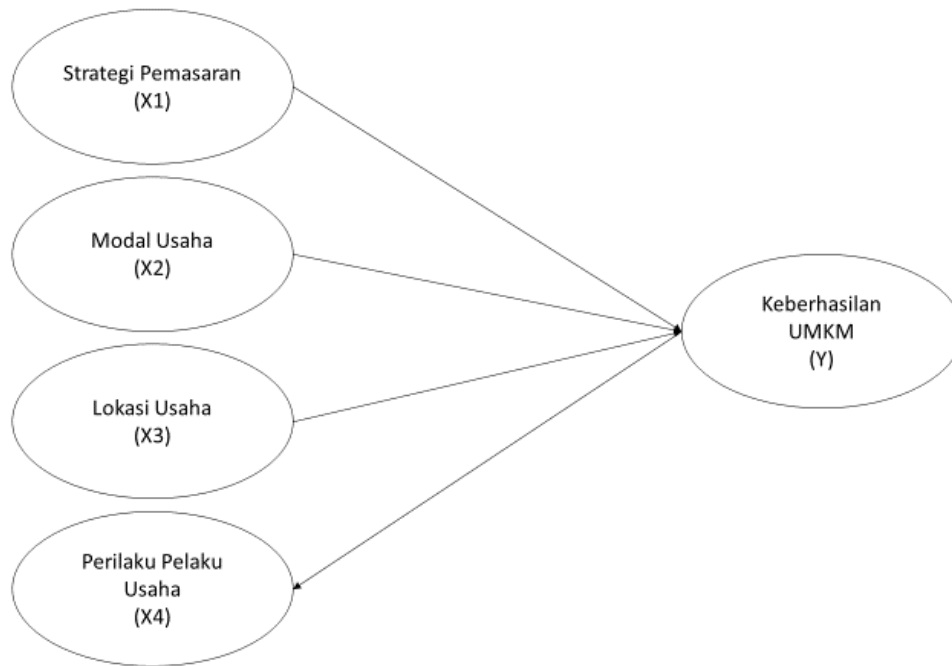 Strategi Pemasaran
(X1)
Modal Usaha
(X2)
Lokasi Usaha
(X3)
Perilaku Pelaku
Usaha
(X4)
Keberhasilan
UMKM
(Y)